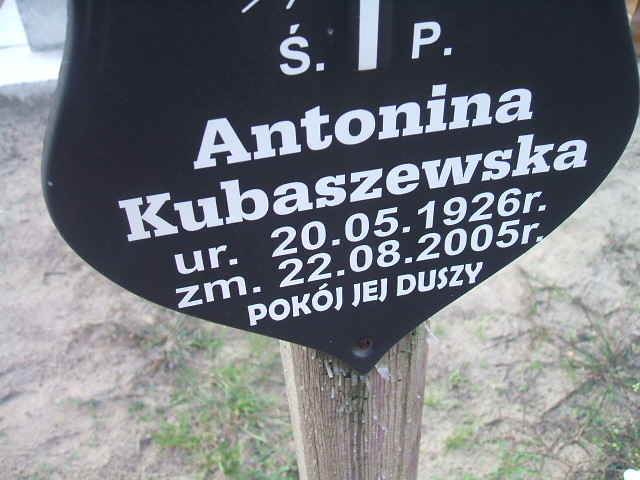 Ś. P.
Antonina
Kubaszewska
ur. 20.05.1926r.
zm. 22.08.2005r.
POKÓJ JEJ DUSZY